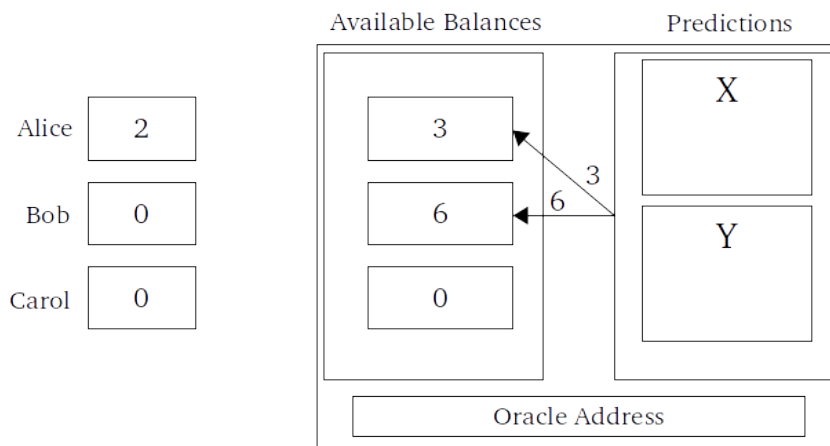 Available Balances Predictions
Alice 2 3 X
3
Bob 0 6 6 Y
Carol 0 0
Oracle Address